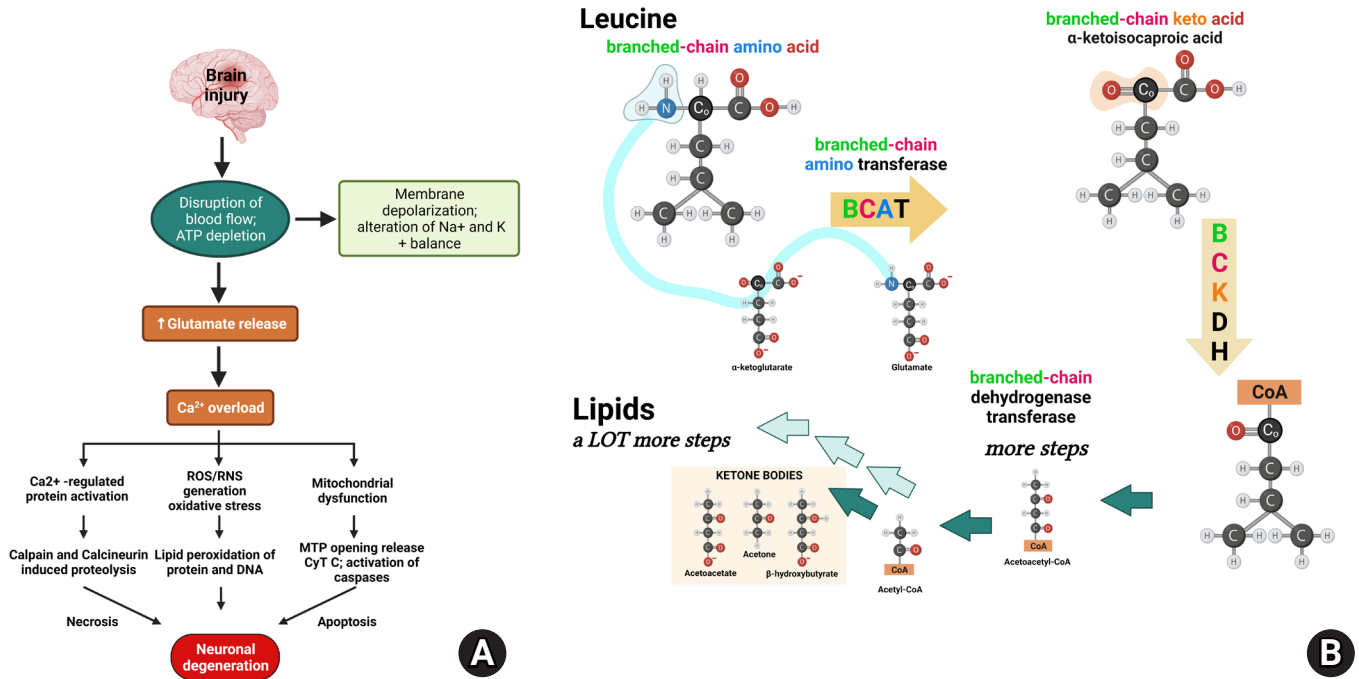 Brain
injury
Disruption of
blood flow;
ATP depletion
Membrane
depolarization;
alteration of Na+ and K
+ balance
↑Glutamate release
Ca²⁺ overload
Ca2+ -regulated
protein activation
ROS/RNS
generation
oxidative stress
Mitochondrial
dysfunction
Calpain and Calcineurin
induced proteolysis
Lipid peroxidation of
protein and DNA
MTP opening release
CyT C; activation of
caspases
Necrosis
Apoptosis
Neuronal
degeneration
A
Leucine
branched-chain amino acid
H
H
H
N
C₀
C
O
O
H
H
C
H
H
C
H
C
H
H
C
H
H
H
branched-chain
amino transferase
BCAT
α-ketoglutarate
Glutamate
branched-chain keto acid
α-ketoisocaproic acid
O
C₀
C
O
O
H
H
C
H
H
C
H
C
H
H
C
H
H
H
B
C
K
D
H
CoA
O
C₀
H
C
H
H
C
H
C
H
H
C
H
H
H
branched-chain
dehydrogenase
transferase
more steps
Acetoacetyl-CoA
CoA
Acetyl-CoA
CoA
Lipids
a LOT more steps
KETONE BODIES
Acetoacetate
Acetone
β-hydroxybutyrate
B